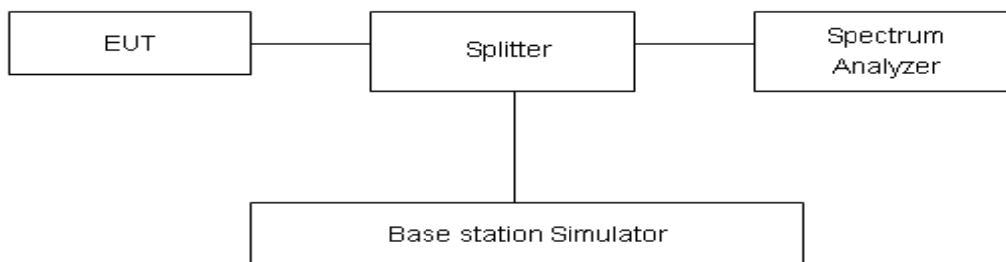 EUT
Splitter
Spectrum
Analyzer
Base station Simulator